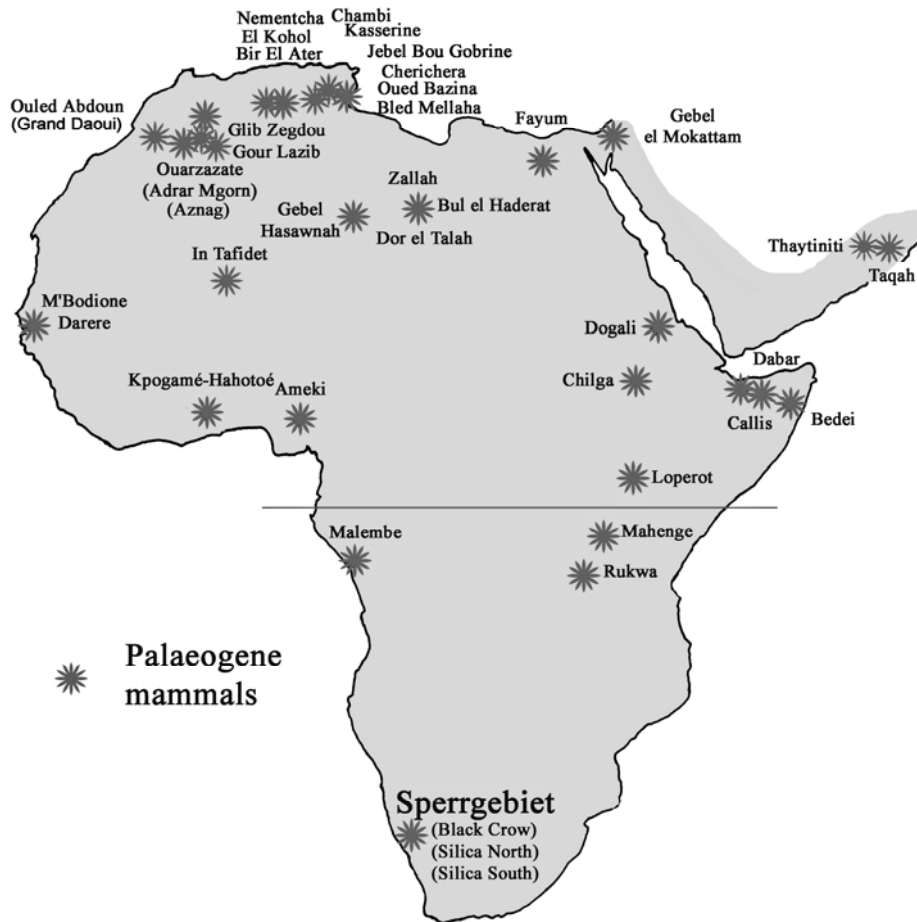 Nementcha
El Kohol
Bir El Ater
Chambi
Kasserine
Jebel Bou Gobrine
Cherichera
Oued Bazina
Bled Mellaha
Ouled Abdoun
(Grand Daoui)
Glib Zegdou
Gour Lazib
Ouarzazate
(Adrar Mgorn)
(Aznag)
Fayum
Gebel
el Mokattam
Zallah
Bul el Haderat
Dor el Talah
Gebel
Hasawnah
In Tafidet
Thaytiniti
Taqah
M'Bodione
Darere
Dogali
Dabar
Chilga
Callis
Bedei
Kpogamé-Hahotoé
Ameki
Loperot
Malembe
Mahenge
Rukwa
Palaeogene
mammals
Sperrgebiet
(Black Crow)
(Silica North)
(Silica South)